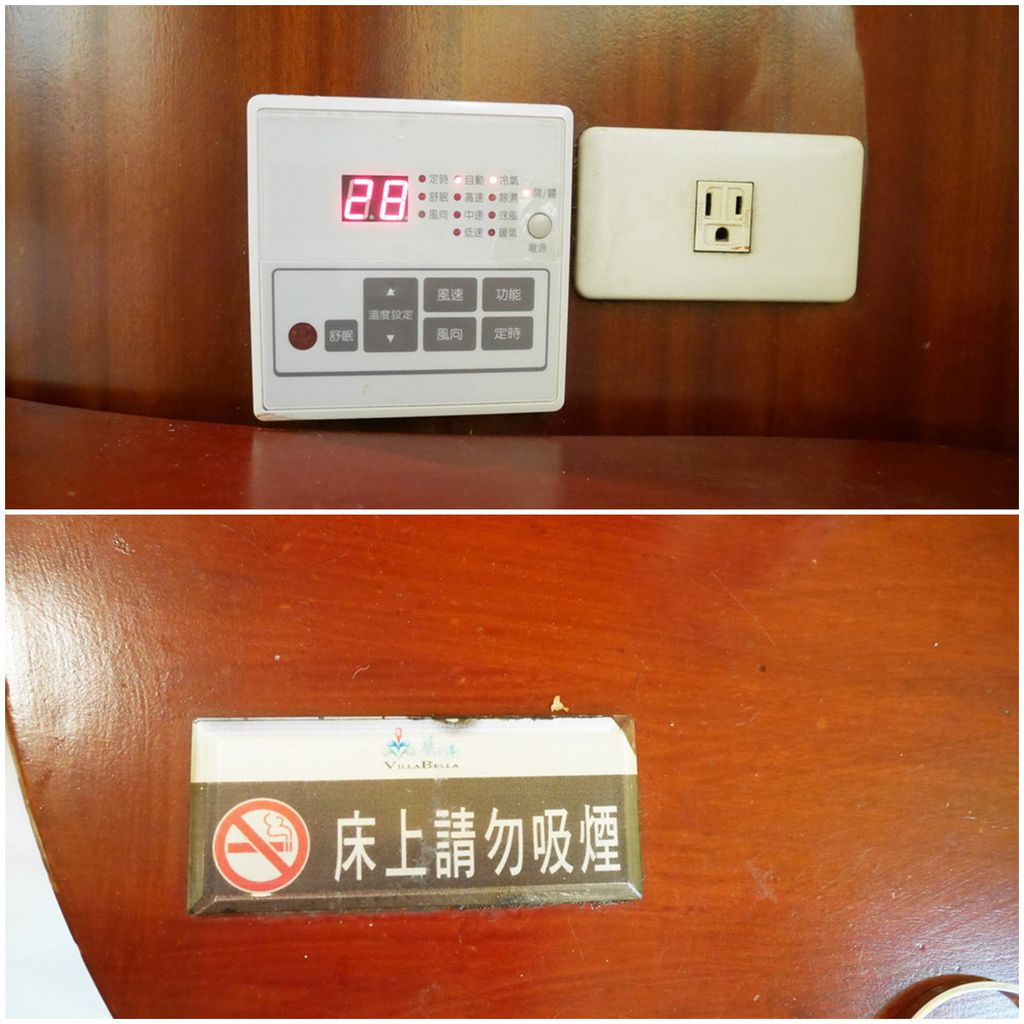 28
定時 自動 冷氣
舒眠 高速 除濕 開/關
風向 中速 送風
低速 暖氣
電源
▲ 風速 功能
溫度設定
舒眠 ▼ 風向 定時
VILLABELLA
床上請勿吸煙